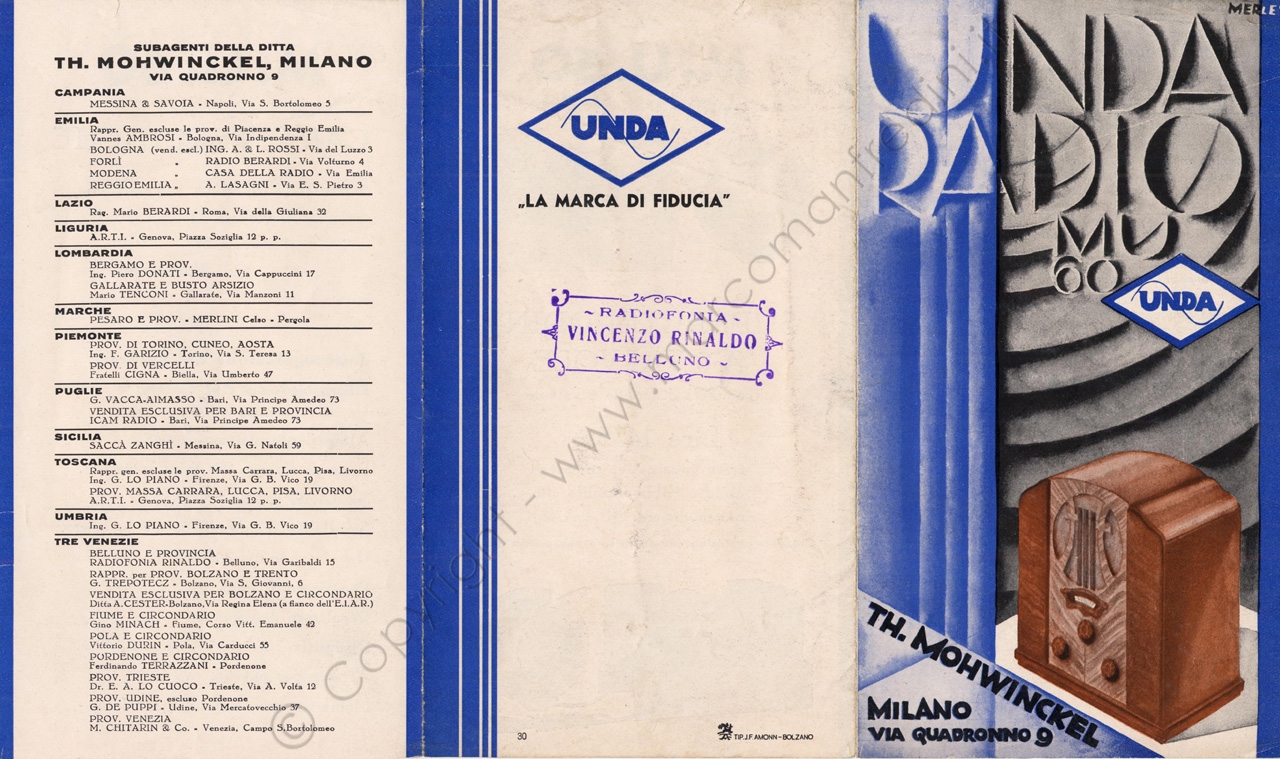 SUBAGENTI DELLA DITTA
TH. MOHWINCKEL, MILANO
VIA QUADRONNO 9
CAMPANIA
MESSINA & SAVOIA - Napoli, Via S. Bortolomeo 5
EMILIA
Rappr. Gen. escluse le prov. di Piacenza e Reggio Emilia
Vannes AMBROSI - Bologna, Via Indipendenza I
BOLOGNA (vend. escl.) ING. A. & L. ROSSI - Via del Luzzo 3
FORLÌ „ RADIO BERARDI - Via Volturno 4
MODENA „ CASA DELLA RADIO - Via Emilia
REGGIO EMILIA „ A. LASAGNI - Via E. S. Pietro 3
LAZIO
Rag. Mario BERARDI - Roma, Via della Giuliana 32
LIGURIA
A.R.T.I. - Genova, Piazza Soziglia 12 p. p.
LOMBARDIA
BERGAMO E PROV.
Ing. Piero DONATI - Bergamo, Via Cappuccini 17
GALLARATE E BUSTO ARSIZIO
Mario TENCONI - Gallarate, Via Manzoni 11
MARCHE
PESARO E PROV. - MERLINI Celso - Pergola
PIEMONTE
PROV. DI TORINO, CUNEO, AOSTA
Ing. F. GARIZIO - Torino, Via S. Teresa 13
PROV. DI VERCELLI
Fratelli CIGNA - Biella, Via Umberto 47
PUGLIE
G. VACCA-AIMASSO - Bari, Via Principe Amedeo 73
VENDITA ESCLUSIVA PER BARI E PROVINCIA
ICAM RADIO - Bari, Via Principe Amedeo 73
SICILIA
SACCÀ ZANGHÌ - Messina, Via G. Natoli 59
TOSCANA
Rappr. gen. escluse le prov. Massa Carrara, Lucca, Pisa, Livorno
Ing. G. LO PIANO - Firenze, Via G. B. Vico 19
PROV. MASSA CARRARA, LUCCA, PISA, LIVORNO
A.R.T.I. - Genova, Piazza Soziglia 12 p. p.
UMBRIA
Ing. G. LO PIANO - Firenze, Via G. B. Vico 19
TRE VENEZIE
BELLUNO E PROVINCIA
RADIOFONIA RINALDO - Belluno, Via Garibaldi 15
RAPPR. per PROV. BOLZANO E TRENTO
G. TREPOTECZ - Bolzano, Via S, Giovanni, 6
VENDITA ESCLUSIVA PER BOLZANO E CIRCONDARIO
Ditta A. CESTER-Bolzano, Via Regina Elena (a fianco dell'E.I.A.R.)
FIUME E CIRCONDARIO
Gino MINACH - Fiume, Corso Vitt. Emanuele 42
POLA E CIRCONDARIO
Vittorio DURIN - Pola, Via Carducci 55
PORDENONE E CIRCONDARIO
Ferdinando TERRAZZANI - Pordenone
PROV. TRIESTE
Dr. E. A. LO CUOCO - Trieste, Via A. Volta 12
PROV. UDINE, escluso Pordenone
G. DE PUPPI - Udine, Via Mercatovecchio 37
PROV. VENEZIA
M. CHITARIN & Co. - Venezia, Campo S. Bortolomeo
UNDA
„LA MARCA DI FIDUCIA”
~ RADIOFONIA ~
VINCENZO RINALDO
~ BELLUNO ~
30
TIP. J. F. AMONN - BOLZANO
UNDA
RADIO
MU
60
UNDA
TH. MOHWINCKEL
MILANO
VIA QUADRONNO 9
© Copyright - www.marcomanfredini.it